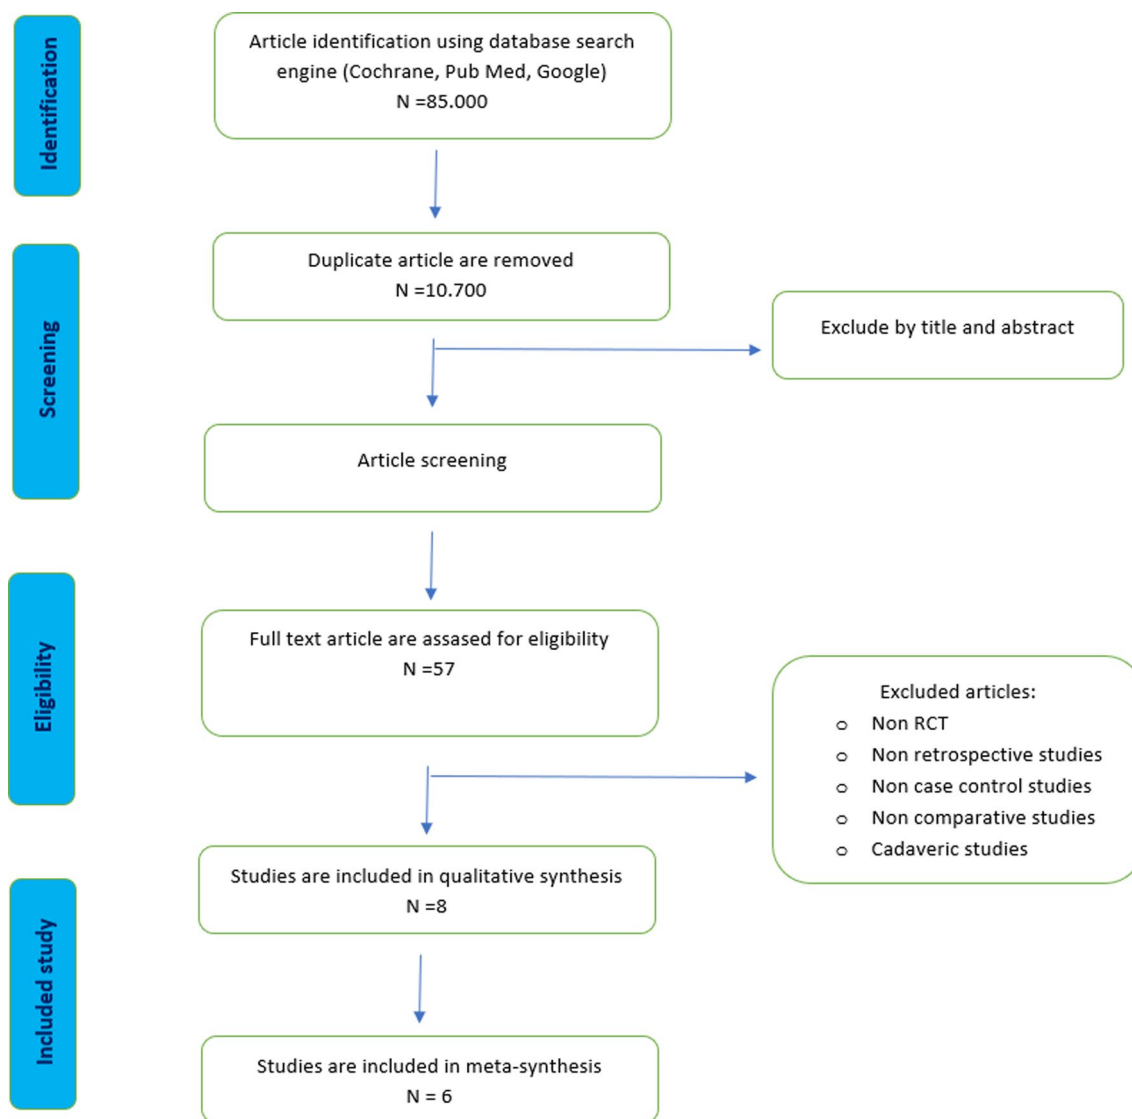 Identification
Article identification using database search
engine (Cochrane, Pub Med, Google)
N =85.000
Screening
Duplicate article are removed
N =10.700
Exclude by title and abstract
Article screening
Eligibility
Full text article are assased for eligibility
N =57
Excluded articles:
o Non RCT
o Non retrospective studies
o Non case control studies
o Non comparative studies
o Cadaveric studies
Included study
Studies are included in qualitative synthesis
N =8
Studies are included in meta-synthesis
N = 6